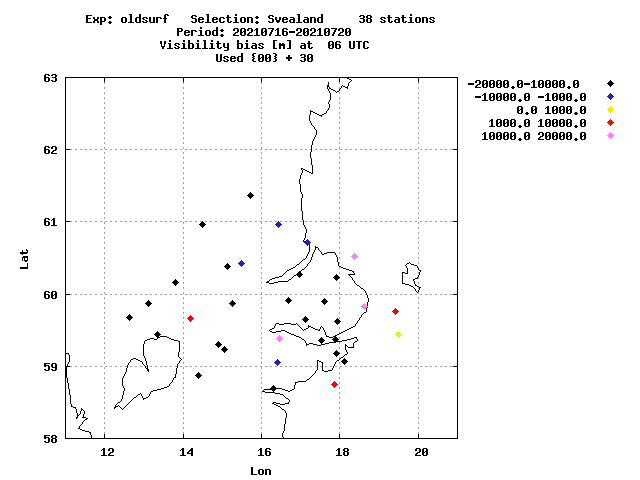 Exp: oldsurf   Selection: Svealand     38 stations
Period: 20210716-20210720
Visibility bias [m] at  06 UTC
Used {00} + 30
-20000.0-10000.0
-10000.0 -1000.0
0.0 1000.0
1000.0 10000.0
10000.0 20000.0
63
62
61
60
59
58
Lat
12 14 16 18 20
Lon